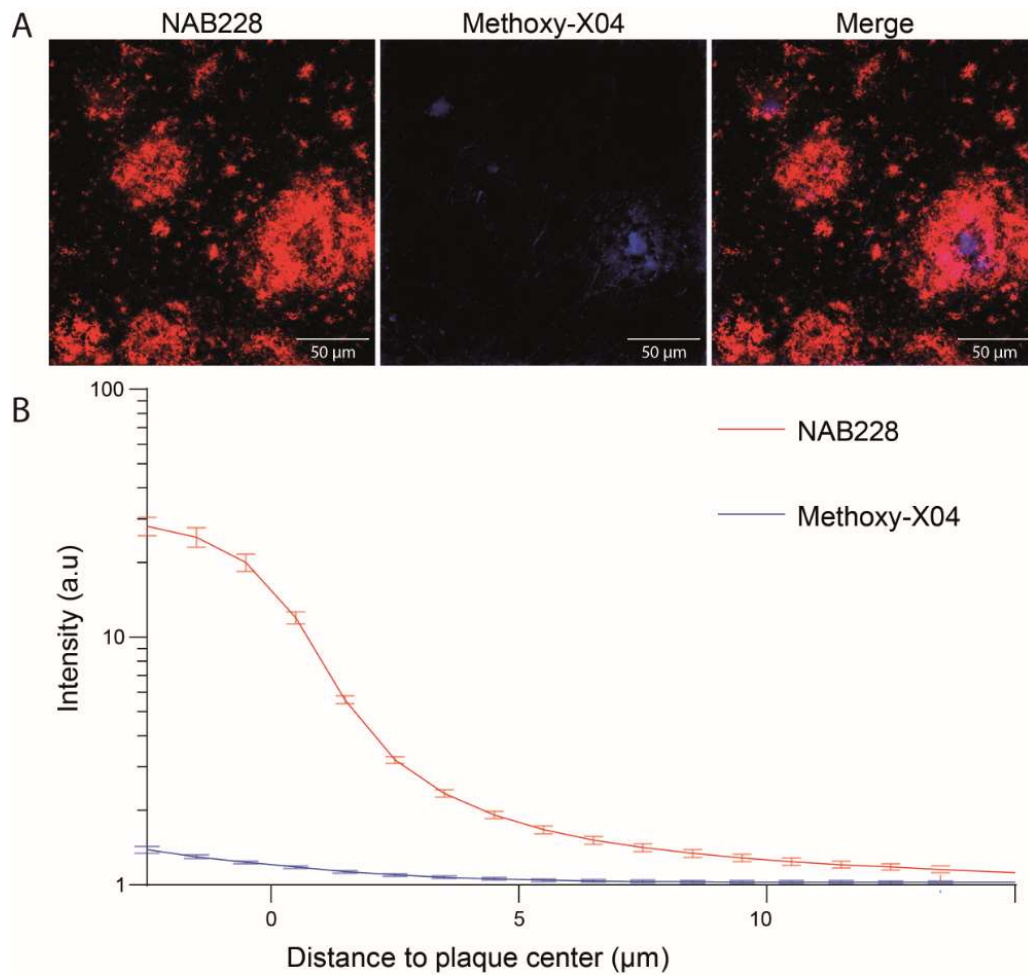 A
NAB228
Methoxy-X04
Merge
50 µm
50 µm
50 µm
B
100
10
1
Intensity (a.u)
NAB228
Methoxy-X04
0
5
10
Distance to plaque center (µm)